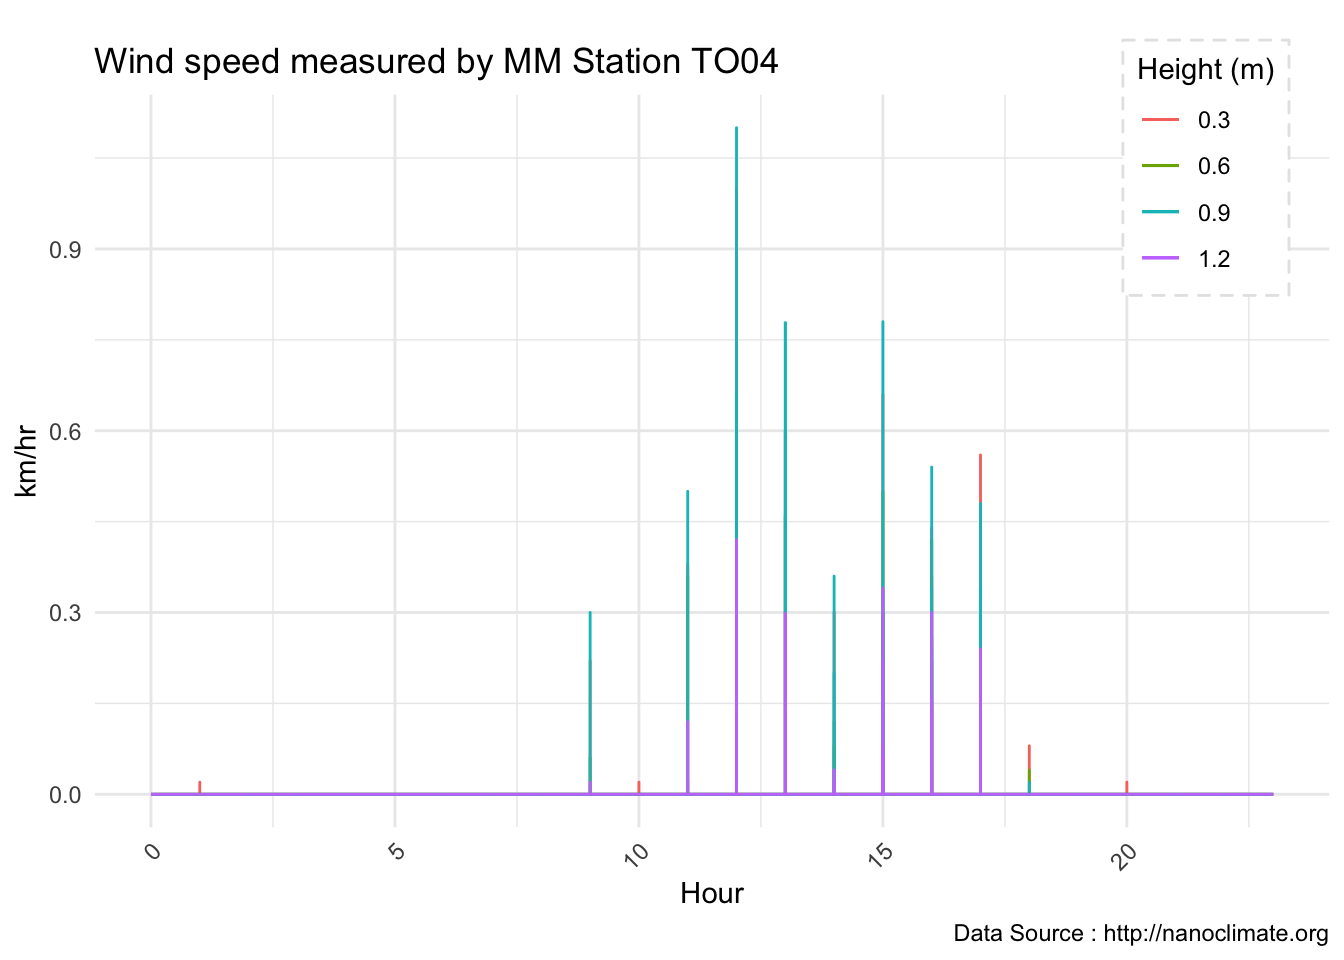 Wind speed measured by MM Station TO04
Height (m)
0.3
0.6
0.9
1.2
0.9
0.6
0.3
0.0
km/hr
0
5
10
15
20
Hour
Data Source : http://nanoclimate.org